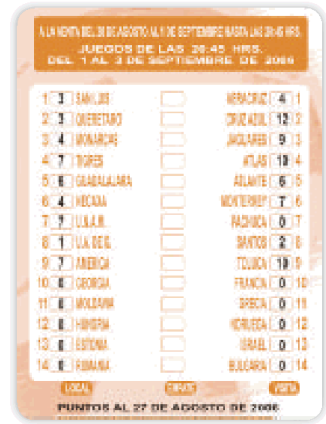 A LA VENTA DEL 28 DE AGOSTO AL 1 DE SEPTIEMBRE HASTA LAS 20:45 HRS.
JUEGOS DE LAS 20:45 HRS.
DEL 1 AL 3 DE SEPTIEMBRE DE 2006
1 3 SAN LUIS VERACRUZ 4 1
2 3 QUERETARO CRUZ AZUL 12 2
3 4 MONARCAS JAGUARES 9 3
4 7 TIGRES ATLAS 10 4
5 6 GUADALAJARA ATLANTE 6 5
6 4 NECAXA MONTERREY 7 6
7 7 U.N.A.M. PACHUCA 0 7
8 1 U.A. DE G. SANTOS 2 8
9 7 AMERICA TOLUCA 10 9
10 0 GEORGIA FRANCIA 0 10
11 0 MOLDAVIA GRECIA 0 11
12 0 HUNGRIA NORUEGA 0 12
13 0 ESTONIA ISRAEL 0 13
14 0 RUMANIA BULGARIA 0 14
LOCAL EMPATE VISITA
PUNTOS AL 27 DE AGOSTO DE 2006